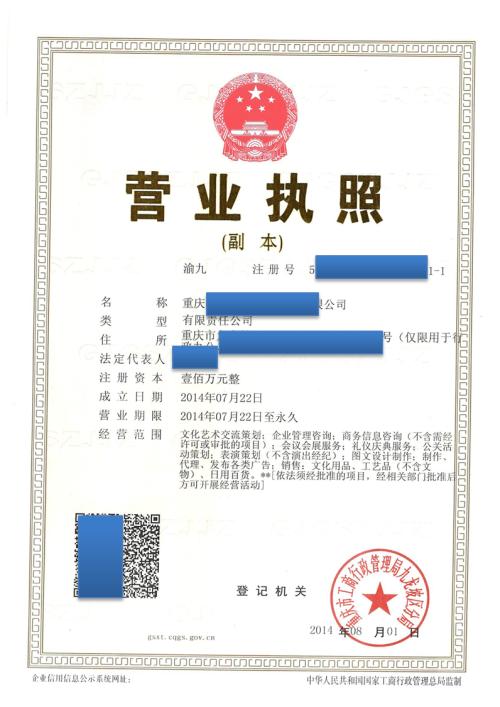 营业执照
(副 本)
渝九 注册号 5 1-1
名 称 重庆 限公司
类 型 有限责任公司
住 所 重庆市 号（仅限用于行
政办公
法定代表人
注册资本 壹佰万元整
成立日期 2014年07月22日
营业期限 2014年07月22日至永久
经营范围 文化艺术交流策划；企业管理咨询；商务信息咨询（不含需经
许可或审批的项目）；会议会展服务；礼仪庆典服务；公关活
动策划；表演策划（不含演出经纪）；图文设计制作；制作、
代理、发布各类广告；销售：文化用品、工艺品（不含文
物）、日用百货。**[依法须经批准的项目，经相关部门批准后
方可开展经营活动]
登记机关
重庆市工商行政管理局九龙坡区分局
2014 年08 月01 日
gsxt.cqgs.gov.cn
企业信用信息公示系统网址：
中华人民共和国国家工商行政管理总局监制